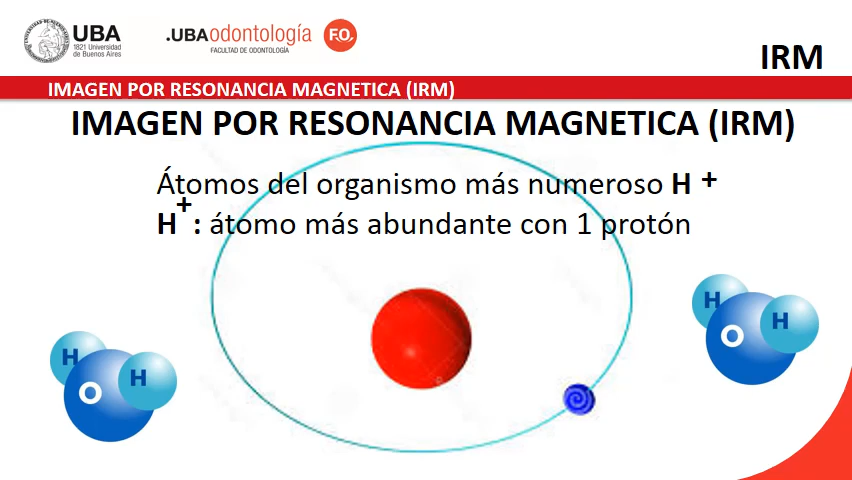 UBA
1821 Universidad
de Buenos Aires
.UBAodontología
FACULTAD DE ODONTOLOGÍA
F.O.
IRM
IMAGEN POR RESONANCIA MAGNETICA (IRM)
IMAGEN POR RESONANCIA MAGNETICA (IRM)
Átomos del organismo más numeroso H +
H+: átomo más abundante con 1 protón
H
H
O
H
H
O